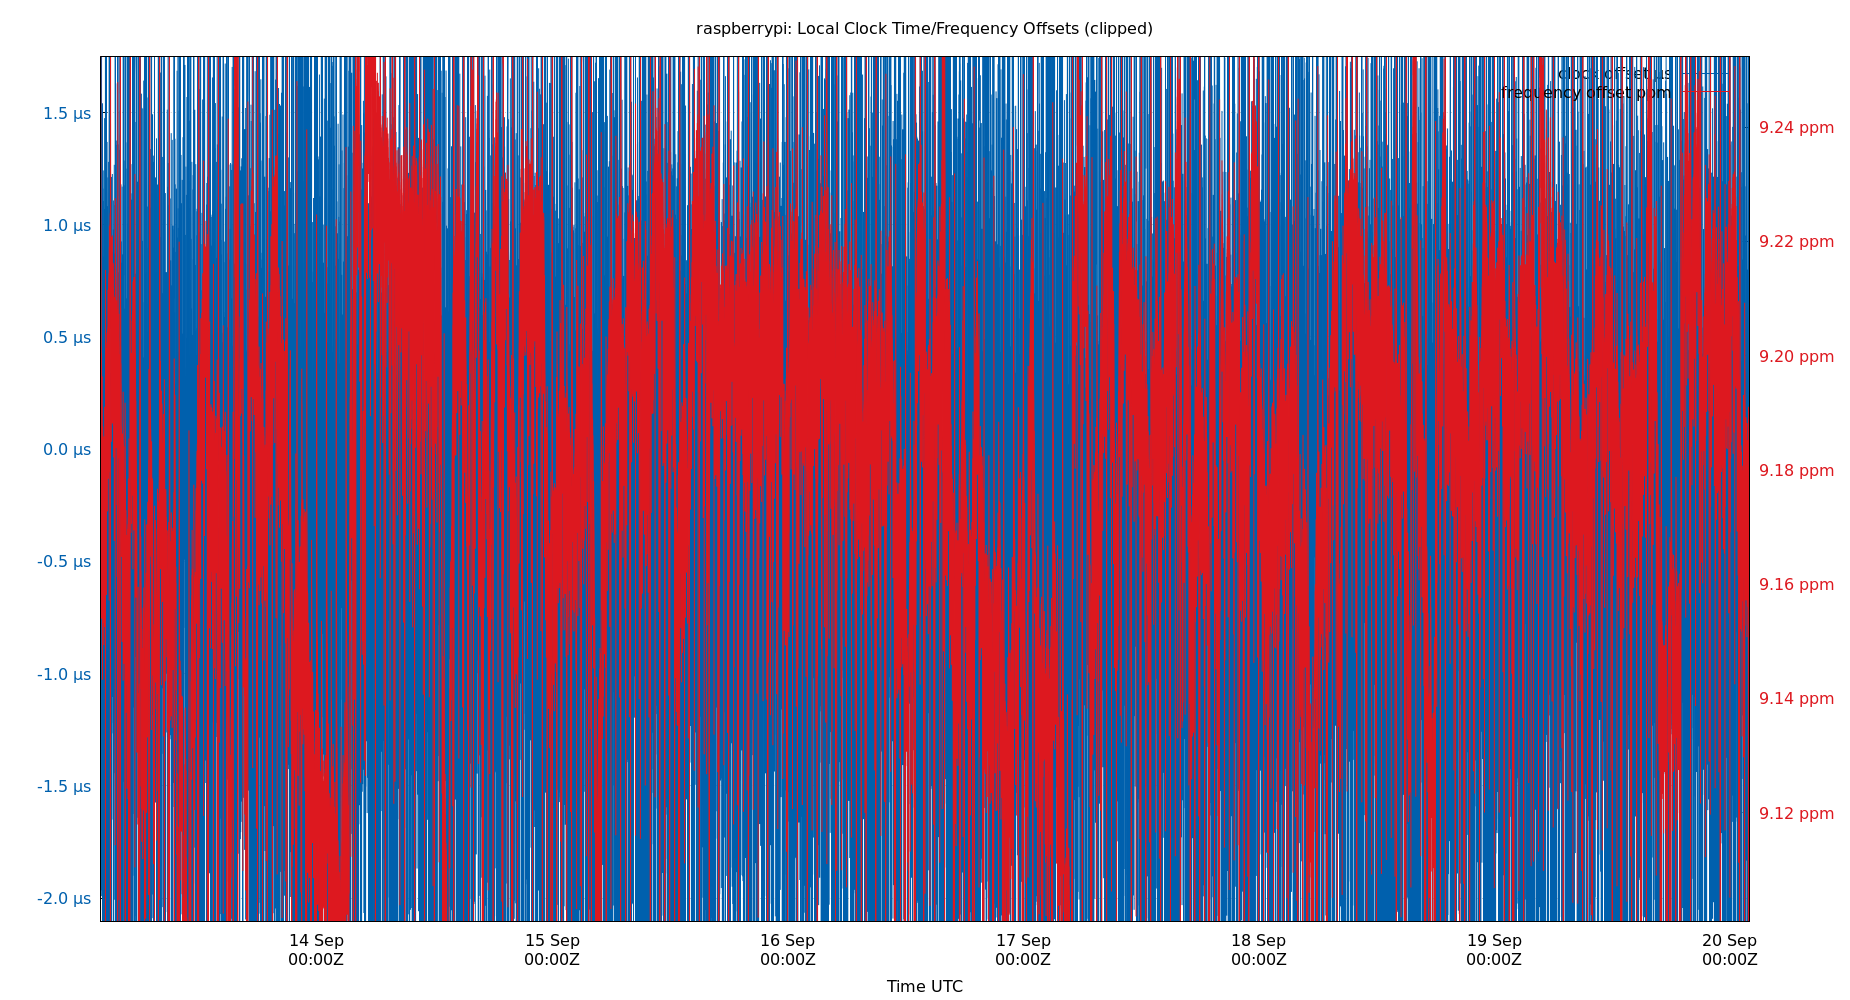 raspberrypi: Local Clock Time/Frequency Offsets (clipped)
clock offset µs
frequency offset ppm
1.5 µs
1.0 µs
0.5 µs
0.0 µs
-0.5 µs
-1.0 µs
-1.5 µs
-2.0 µs
9.24 ppm
9.22 ppm
9.20 ppm
9.18 ppm
9.16 ppm
9.14 ppm
9.12 ppm
14 Sep 15 Sep 16 Sep 17 Sep 18 Sep 19 Sep 20 Sep
00:00Z 00:00Z 00:00Z 00:00Z 00:00Z 00:00Z 00:00Z
Time UTC